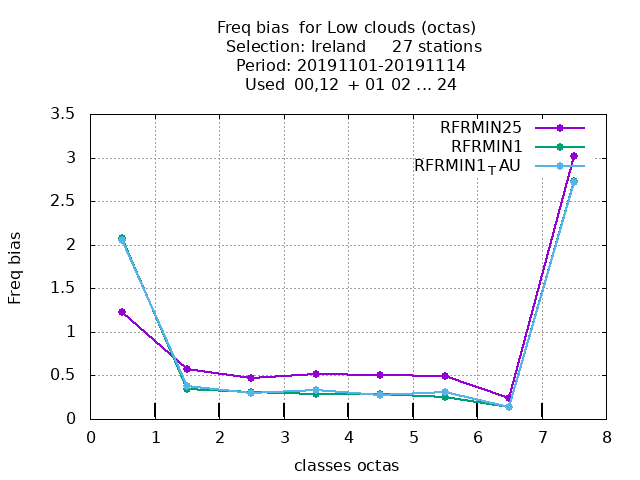 Freq bias  for Low clouds (octas)
Selection: Ireland     27 stations
Period: 20191101-20191114
Used  00,12  + 01 02 ... 24
RFRMIN25
RFRMIN1
RFRMIN1TAU
Freq bias
3.5
3
2.5
2
1.5
1
0.5
0
0 1 2 3 4 5 6 7 8
classes octas